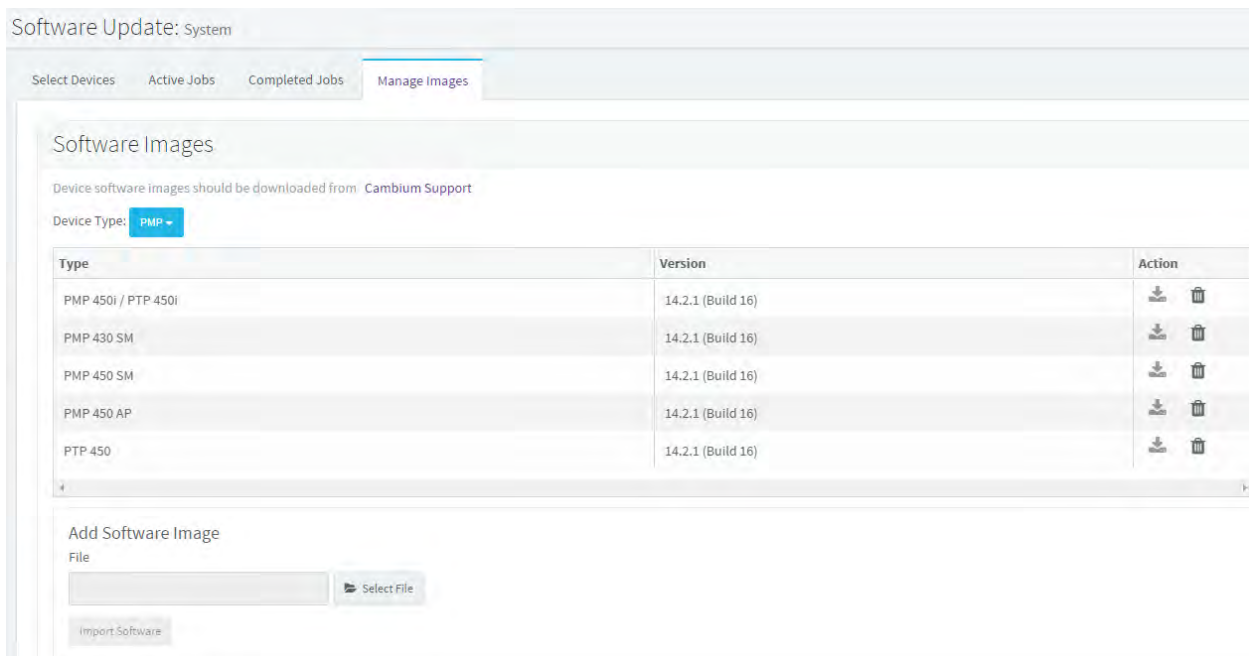 Software Update: System
Select Devices Active Jobs Completed Jobs Manage Images
Software Images
Device software images should be downloaded from Cambium Support
Device Type: PMP
Type Version Action
PMP 450i / PTP 450i 14.2.1 (Build 16)
PMP 430 SM 14.2.1 (Build 16)
PMP 450 SM 14.2.1 (Build 16)
PMP 450 AP 14.2.1 (Build 16)
PTP 450 14.2.1 (Build 16)
Add Software Image
File
Select File
Import Software